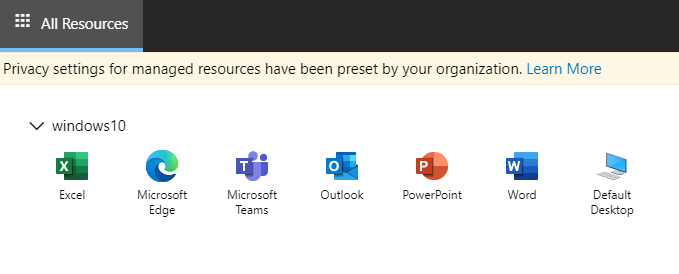 All Resources
Privacy settings for managed resources have been preset by your organization. Learn More
windows10
Excel
Microsoft
Edge
Microsoft
Teams
Outlook
PowerPoint
Word
Default
Desktop